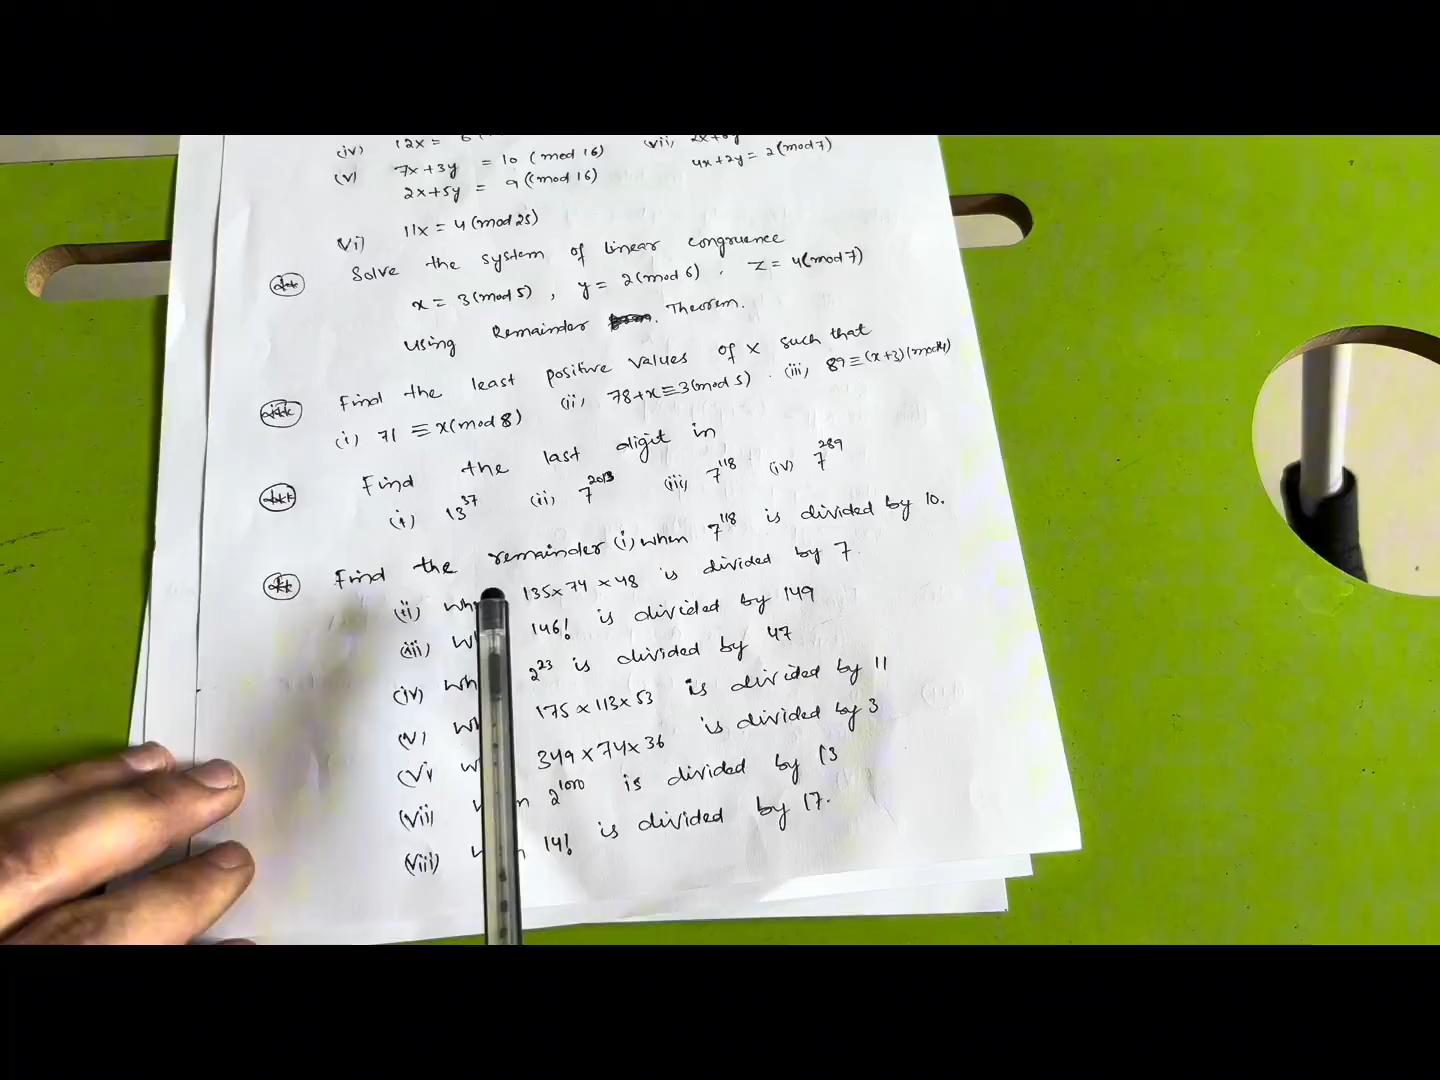 (iv) 12x = 6
(v) 7x+3y = 10 (mod 16) (vii, 2x+6y
2x+5y = 9 (mod 16) 4x+2y = 2(mod 7)
Vi) 11x = 4 (mod 25)
** Solve the system of linear congruence
x = 3(mod 5) , y = 2(mod 6) , z = 4(mod 7)
using Remainder Theorem.
*** Find the least positive values of x such that
(i) 71 ≡ x(mod 8) (ii, 78+x≡3(mod 5) . (iii, 89≡(x+3)(mod 4)
*** Find the last digit in
(i) 13^37 (ii, 7^2013 (iii, 7^118 (iv) 7^289
** Find the remainder (i) when 7^118 is divided by 10.
(ii) wh 135×74×48 is divided by 7.
(iii) w 146! is divided by 149
(iv) wh 2^23 is divided by 47
(v) wh 175×113×53 is divided by 11
(vi w 349×74×36 is divided by 3
(vii) n 2^1000 is divided by 13
(viii) w n 14! is divided by 17.